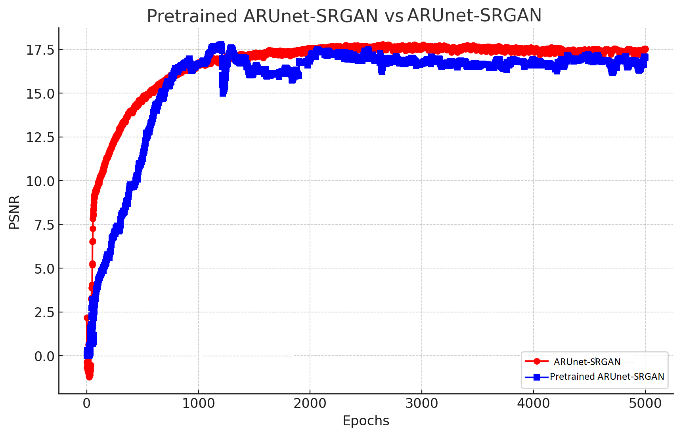 Pretrained ARUnet-SRGAN vs ARUnet-SRGAN
17.5
15.0
12.5
10.0
7.5
5.0
2.5
0.0
PSNR
0 1000 2000 3000 4000 5000
Epochs
ARUnet-SRGAN
Pretrained ARUnet-SRGAN